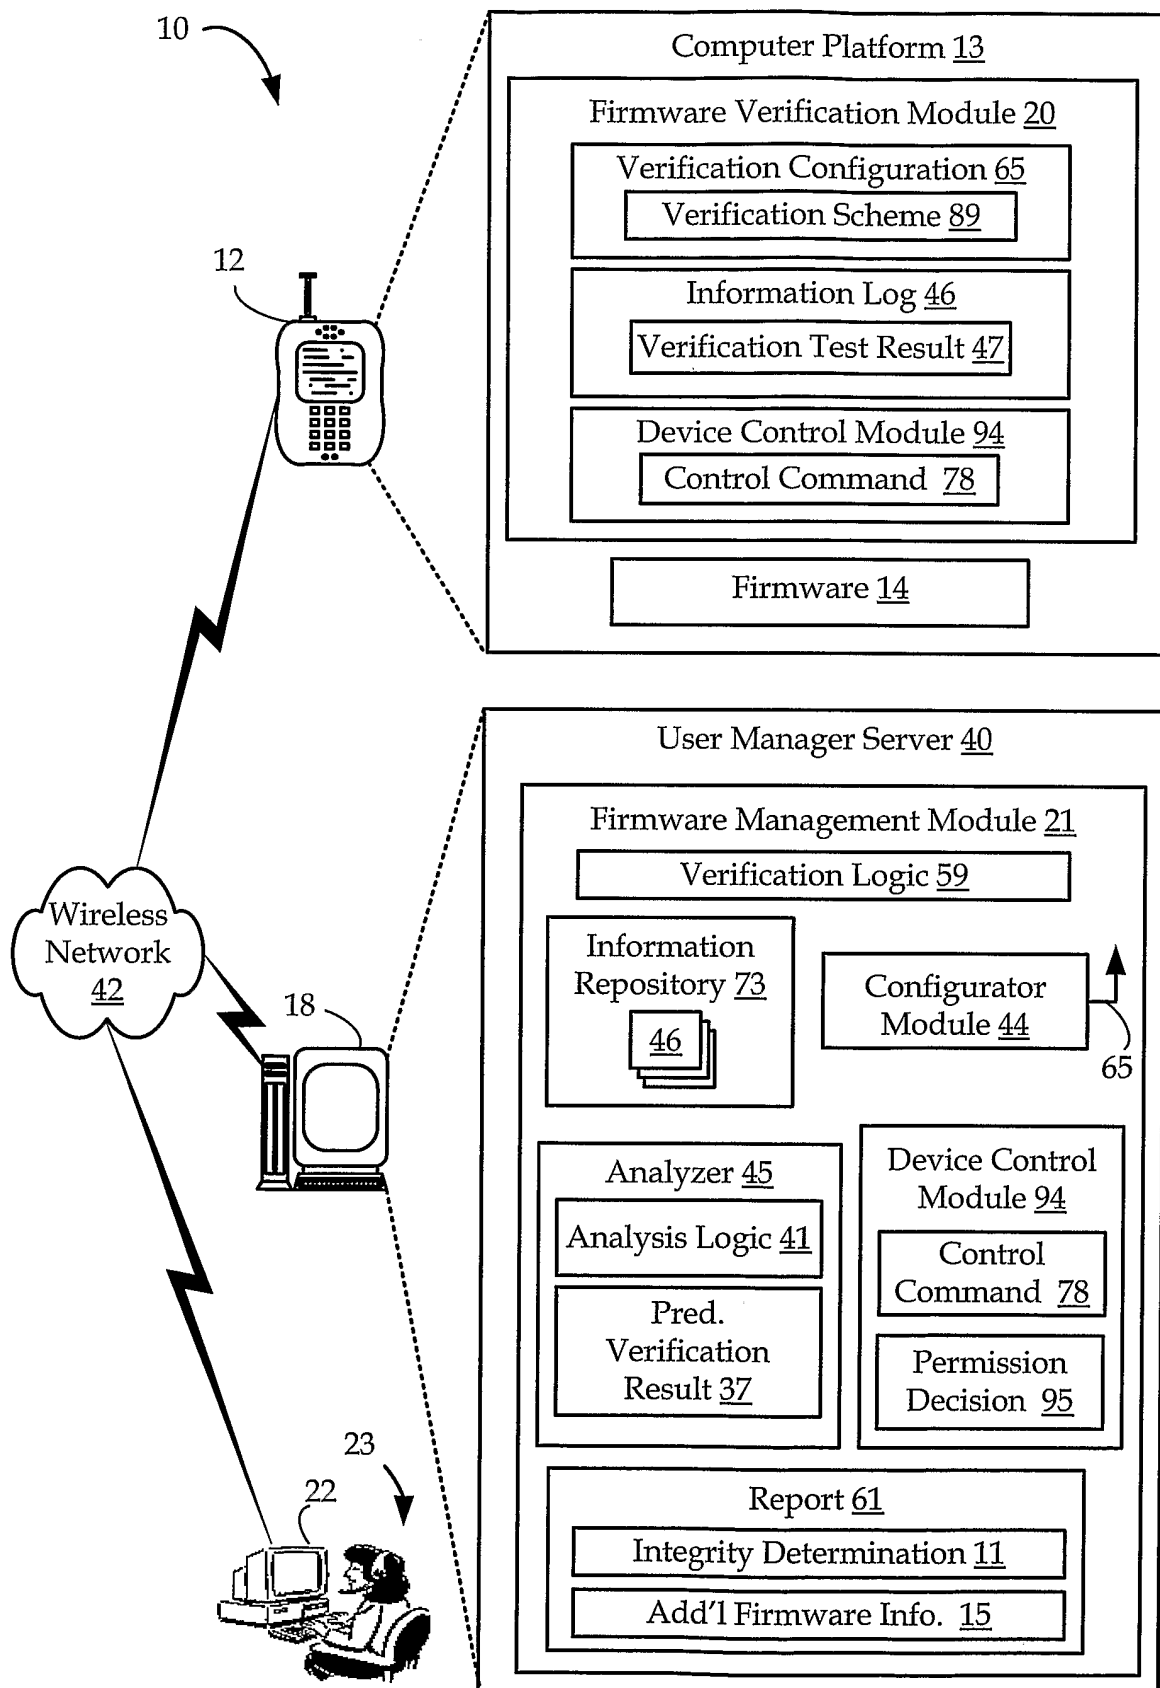 10
Computer Platform 13
Firmware Verification Module 20
Verification Configuration 65
Verification Scheme 89
12
Information Log 46
Verification Test Result 47
Device Control Module 94
Control Command 78
Firmware 14
User Manager Server 40
Firmware Management Module 21
Verification Logic 59
Wireless
Network
42
Information
Repository 73
46
Configurator
Module 44
65
18
Analyzer 45
Analysis Logic 41
Pred.
Verification
Result 37
Device Control
Module 94
Control
Command 78
Permission
Decision 95
23
22
Report 61
Integrity Determination 11
Add'l Firmware Info. 15